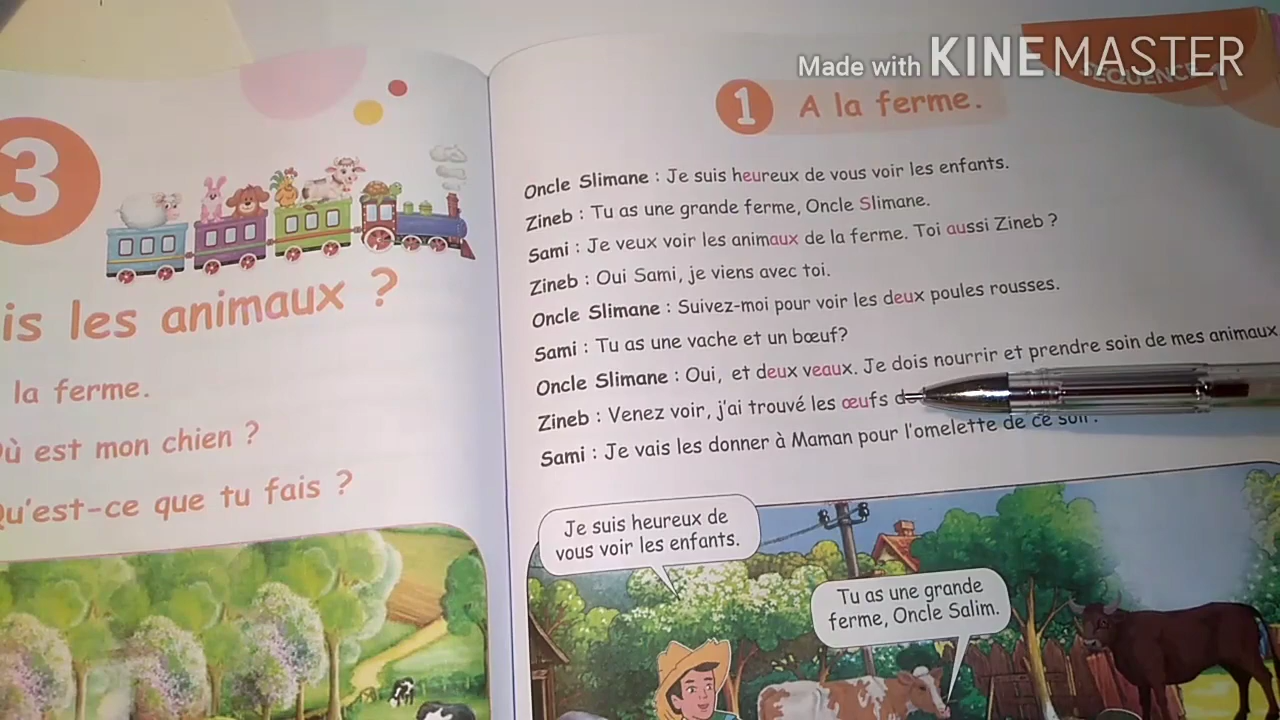 Made with KINEMASTER
SEQUENCE 1
3
is les animaux ?
la ferme.
Où est mon chien ?
Qu'est-ce que tu fais ?
1 A la ferme.
Oncle Slimane : Je suis heureux de vous voir les enfants.
Zineb : Tu as une grande ferme, Oncle Slimane.
Sami : Je veux voir les animaux de la ferme. Toi aussi Zineb ?
Zineb : Oui Sami, je viens avec toi.
Oncle Slimane : Suivez-moi pour voir les deux poules rousses.
Sami : Tu as une vache et un bœuf?
Oncle Slimane : Oui, et deux veaux. Je dois nourrir et prendre soin de mes animaux
Zineb : Venez voir, j'ai trouvé les œufs
Sami : Je vais les donner à Maman pour l'omelette de ce soir.
Je suis heureux de
vous voir les enfants.
Tu as une grande
ferme, Oncle Salim.